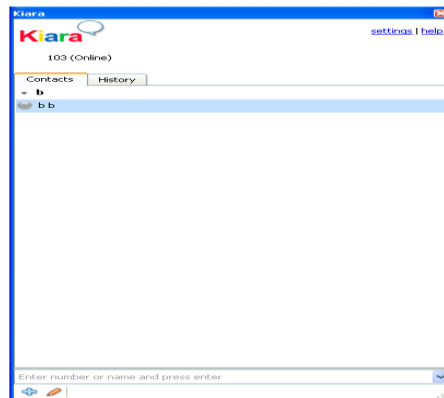 Kiara
Kiara
settings | help
103 (Online)
Contacts History
b
b b
Enter number or name and press enter